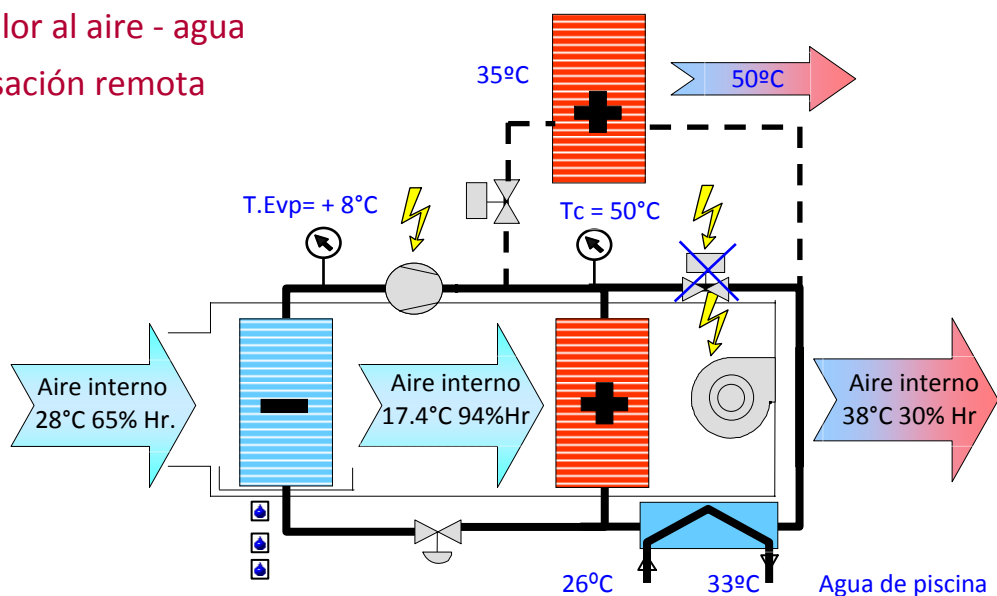 lor al aire - agua
sación remota
35ºC
50ºC
T.Evp= + 8°C
Tc = 50°C
Aire interno
28°C 65% Hr.
Aire interno
17.4°C 94%Hr
Aire interno
38°C 30% Hr
26⁰C
33ºC
Agua de piscina